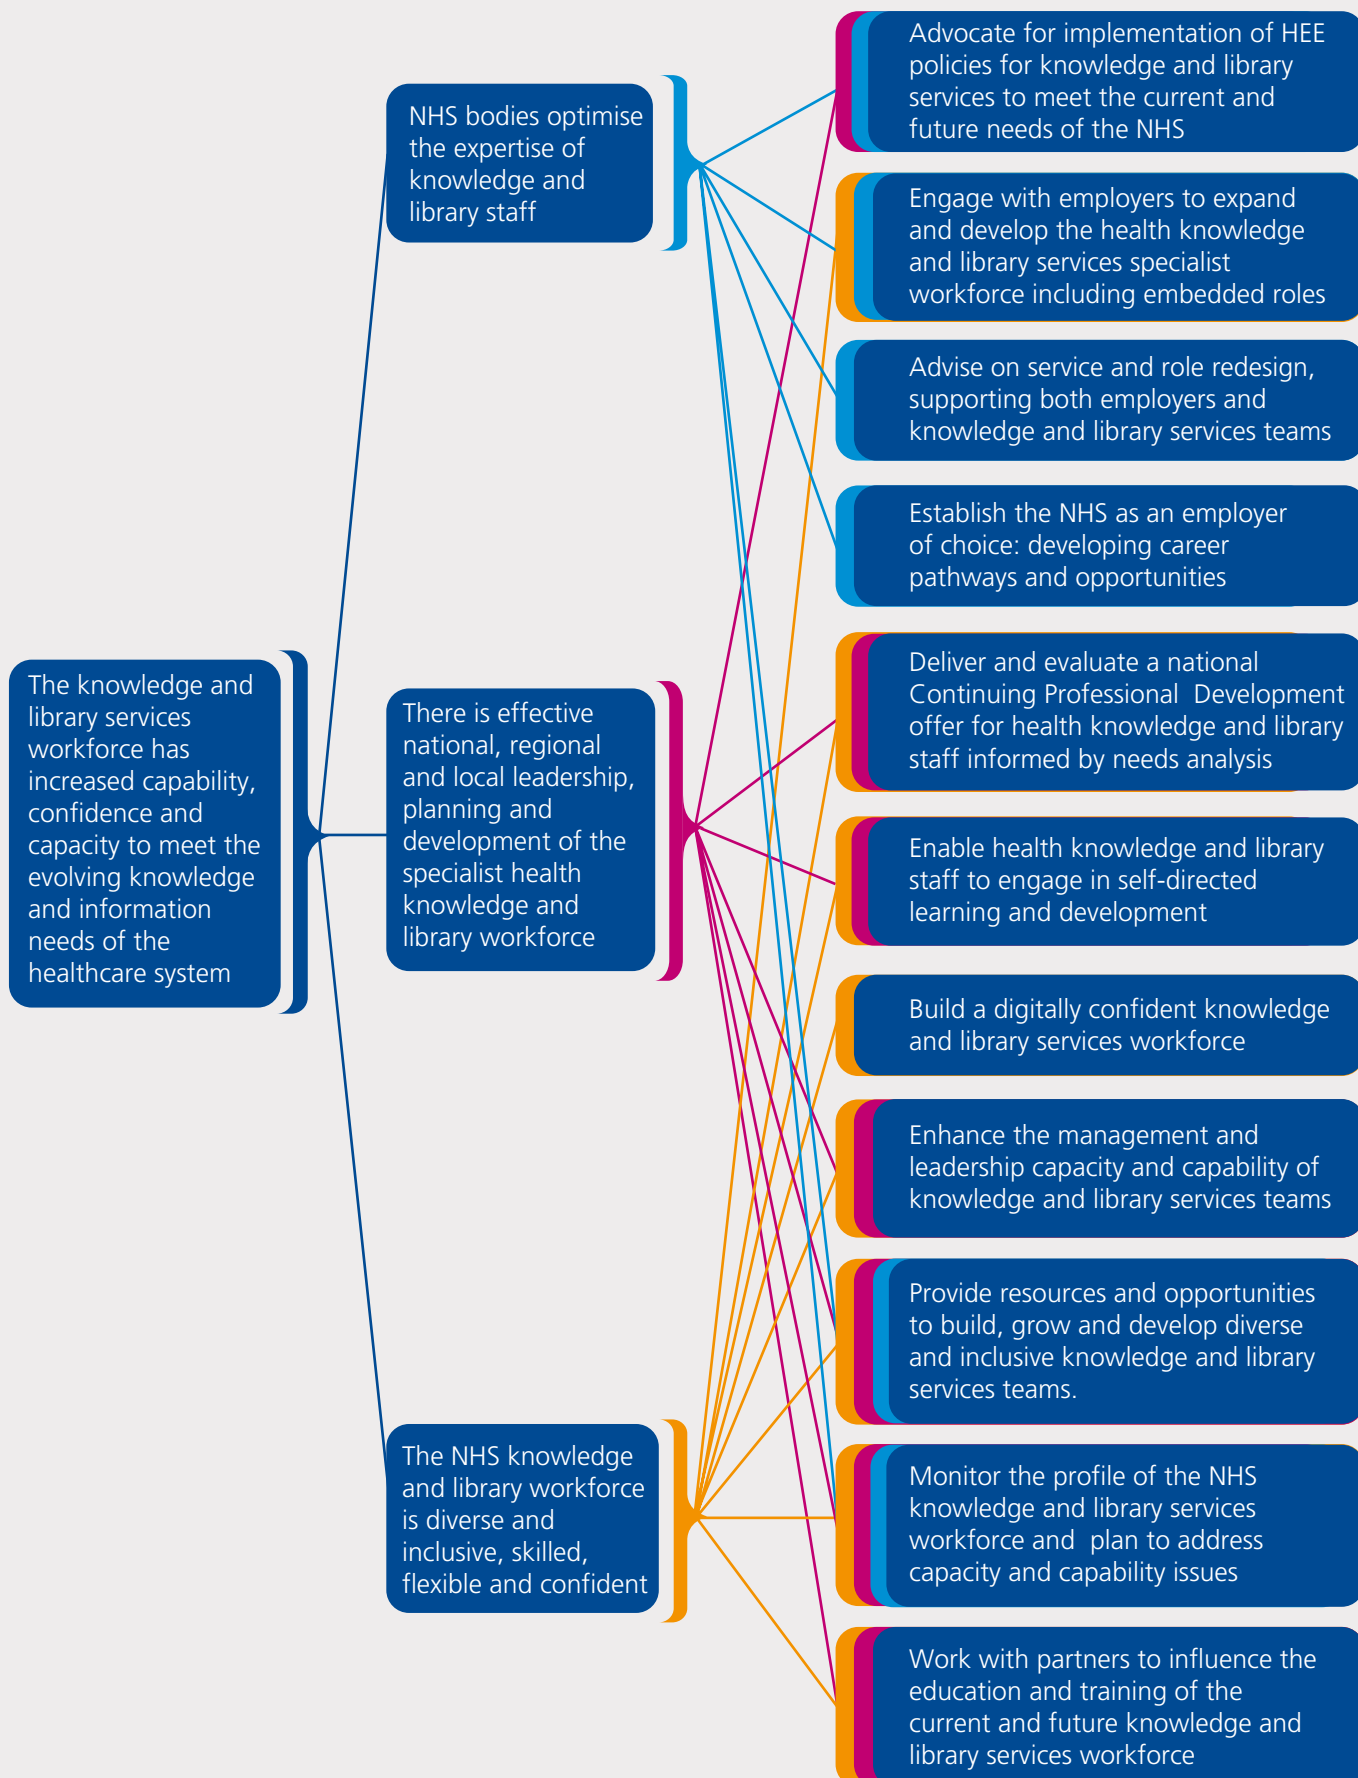 The knowledge and
library services
workforce has
increased capability,
confidence and
capacity to meet the
evolving knowledge
and information
needs of the
healthcare system
NHS bodies optimise
the expertise of
knowledge and
library staff
There is effective
national, regional
and local leadership,
planning and
development of the
specialist health
knowledge and
library workforce
The NHS knowledge
and library workforce
is diverse and
inclusive, skilled,
flexible and confident
Advocate for implementation of HEE
policies for knowledge and library
services to meet the current and
future needs of the NHS
Engage with employers to expand
and develop the health knowledge
and library services specialist
workforce including embedded roles
Advise on service and role redesign,
supporting both employers and
knowledge and library services teams
Establish the NHS as an employer
of choice: developing career
pathways and opportunities
Deliver and evaluate a national
Continuing Professional Development
offer for health knowledge and library
staff informed by needs analysis
Enable health knowledge and library
staff to engage in self-directed
learning and development
Build a digitally confident knowledge
and library services workforce
Enhance the management and
leadership capacity and capability of
knowledge and library services teams
Provide resources and opportunities
to build, grow and develop diverse
and inclusive knowledge and library
services teams.
Monitor the profile of the NHS
knowledge and library services
workforce and plan to address
capacity and capability issues
Work with partners to influence the
education and training of the
current and future knowledge and
library services workforce